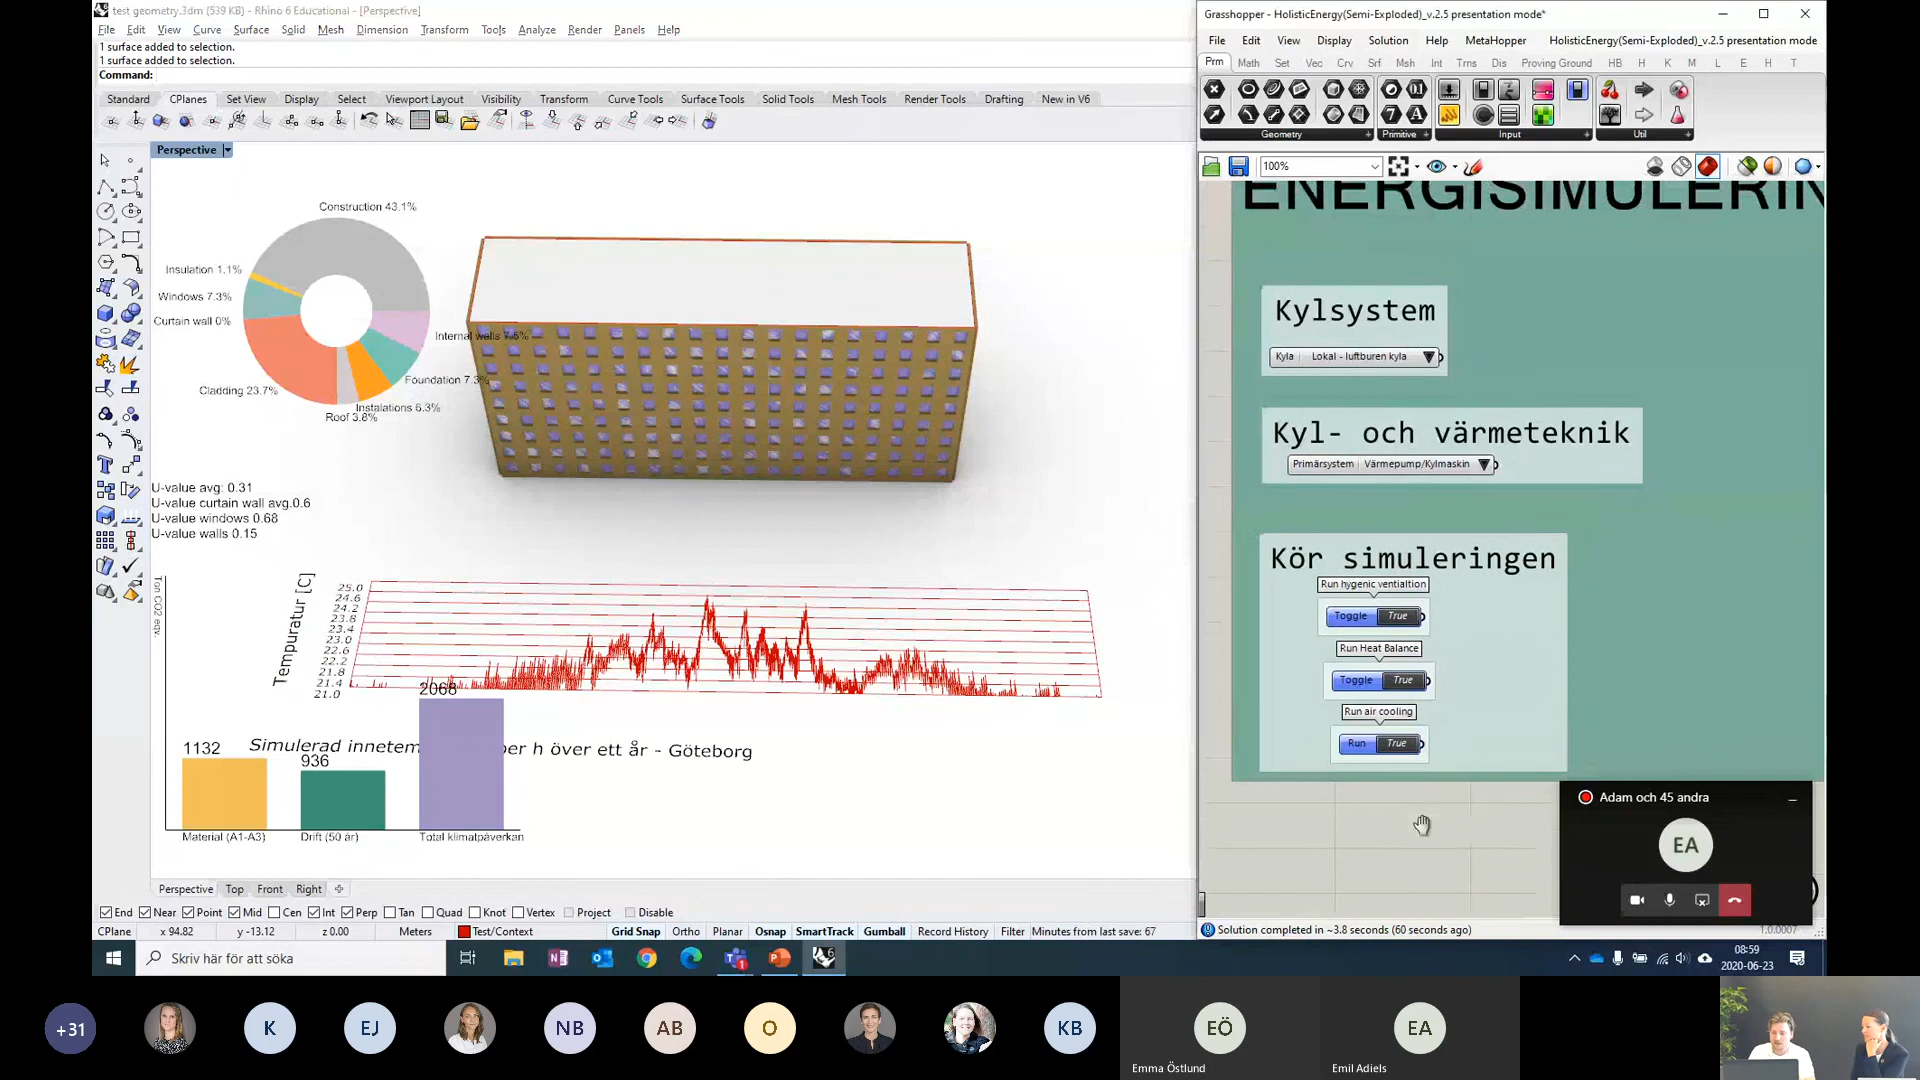 test geometry.3dm (539 KB) - Rhino 6 Educational - [Perspective]
File Edit View Curve Surface Solid Mesh Dimension Transform Tools Analyze Render Panels Help
1 surface added to selection.
1 surface added to selection.
Command:
Standard CPlanes Set View Display Select Viewport Layout Visibility Transform Curve Tools Surface Tools Solid Tools Mesh Tools Render Tools Drafting New in V6
Perspective
Construction 43.1%
Insulation 1.1%
Windows 7.3%
Curtain wall 0%
Internal walls 7.5%
Foundation 7.3%
Cladding 23.7%
Instalations 6.3%
Roof 3.8%
U-value avg: 0.31
U-value curtain wall avg.0.6
U-value windows 0.68
U-value walls 0.15
Ton CO2 eqv.
Tempuratur [C]
25.0
24.6
24.2
23.8
23.4
23.0
22.6
22.2
21.8
21.4
21.0
2068
1132
Simulerad innetem per h över ett år - Göteborg
936
Material (A1-A3) Drift (50 år) Total klimatpåverkan
Perspective Top Front Right
End Near Point Mid Cen Int Perp Tan Quad Knot Vertex Project Disable
CPlane x 94.82 y -13.12 z 0.00 Meters Test/Context Grid Snap Ortho Planar Osnap SmartTrack Gumball Record History Filter Minutes from last save: 67
Grasshopper - HolisticEnergy(Semi-Exploded)_v.2.5 presentation mode*
File Edit View Display Solution Help MetaHopper HolisticEnergy(Semi-Exploded)_v.2.5 presentation mode
Prm Math Set Vec Crv Srf Msh Int Trns Dis Proving Ground HB H K M L E H T
Geometry Primitive Input Util
100%
ENERGISIMULERIN
Kylsystem
Kyla Lokal - luftburen kyla
Kyl- och värmeteknik
Primärsystem Värmepump/Kylmaskin
Kör simuleringen
Run hygenic ventialtion
Toggle True
Run Heat Balance
Toggle True
Run air cooling
Run True
Adam och 45 andra
EA
Solution completed in ~3.8 seconds (60 seconds ago)
1.0.0007
Skriv här för att söka
08:59
2020-06-23
+31 K EJ NB AB O KB EÖ EA
Emma Östlund Emil Adiels